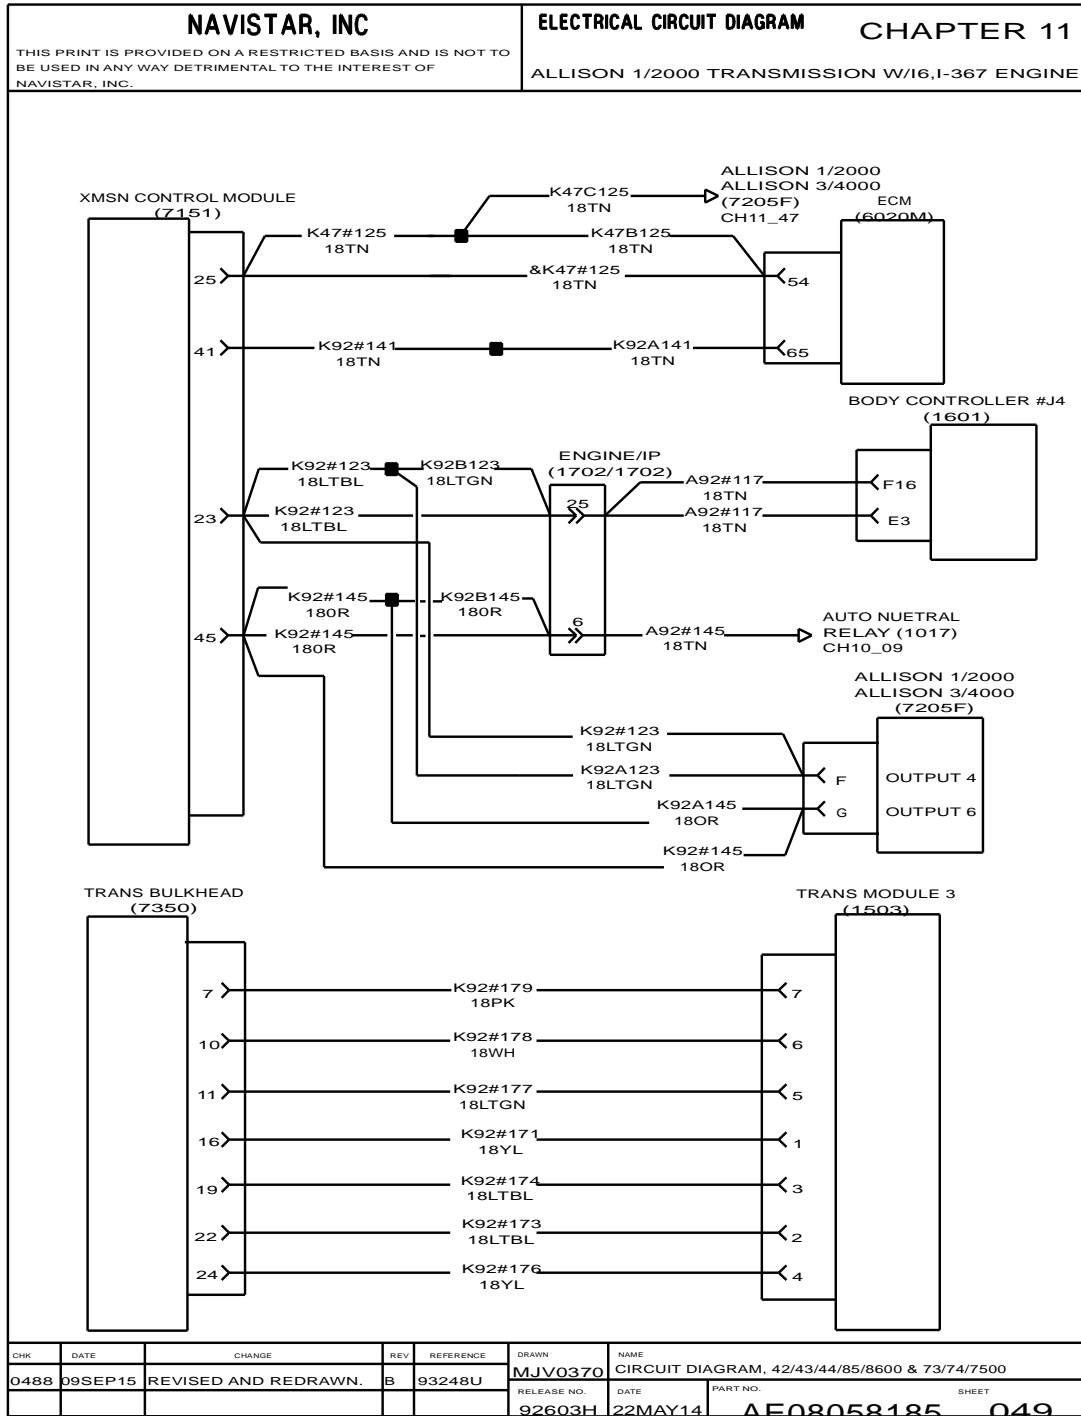 NAVISTAR, INC
THIS PRINT IS PROVIDED ON A RESTRICTED BASIS AND IS NOT TO
BE USED IN ANY WAY DETRIMENTAL TO THE INTEREST OF
NAVISTAR, INC.
ELECTRICAL CIRCUIT DIAGRAM
CHAPTER 11
ALLISON 1/2000 TRANSMISSION W/I6,I-367 ENGINE
XMSN CONTROL MODULE
(7151)
K47C125
18TN
ALLISON 1/2000
ALLISON 3/4000
(7205F)
CH11_47
ECM
(6020M)
K47#125
18TN
K47B125
18TN
25
&K47#125
18TN
54
41
K92#141
18TN
K92A141
18TN
65
BODY CONTROLLER #J4
(1601)
ENGINE/IP
(1702/1702)
K92#123
18LTBL
K92B123
18LTGN
A92#117
18TN
F16
23
K92#123
18LTBL
25
A92#117
18TN
E3
K92#145
180R
K92B145
180R
45
K92#145
180R
6
A92#145
18TN
AUTO NUETRAL
RELAY (1017)
CH10_09
ALLISON 1/2000
ALLISON 3/4000
(7205F)
K92#123
18LTGN
K92A123
18LTGN
F
OUTPUT 4
K92A145
18OR
G
OUTPUT 6
K92#145
18OR
TRANS BULKHEAD
(7350)
TRANS MODULE 3
(1503)
7
K92#179
18PK
7
10
K92#178
18WH
6
11
K92#177
18LTGN
5
16
K92#171
18YL
1
19
K92#174
18LTBL
3
22
K92#173
18LTBL
2
24
K92#176
18YL
4
CHK DATE CHANGE REV REFERENCE
0488 09SEP15 REVISED AND REDRAWN. B 93248U
DRAWN
MJV0370
NAME
CIRCUIT DIAGRAM, 42/43/44/85/8600 & 73/74/7500
RELEASE NO.
92603H
DATE
22MAY14
PART NO.
AE08058185
SHEET
049